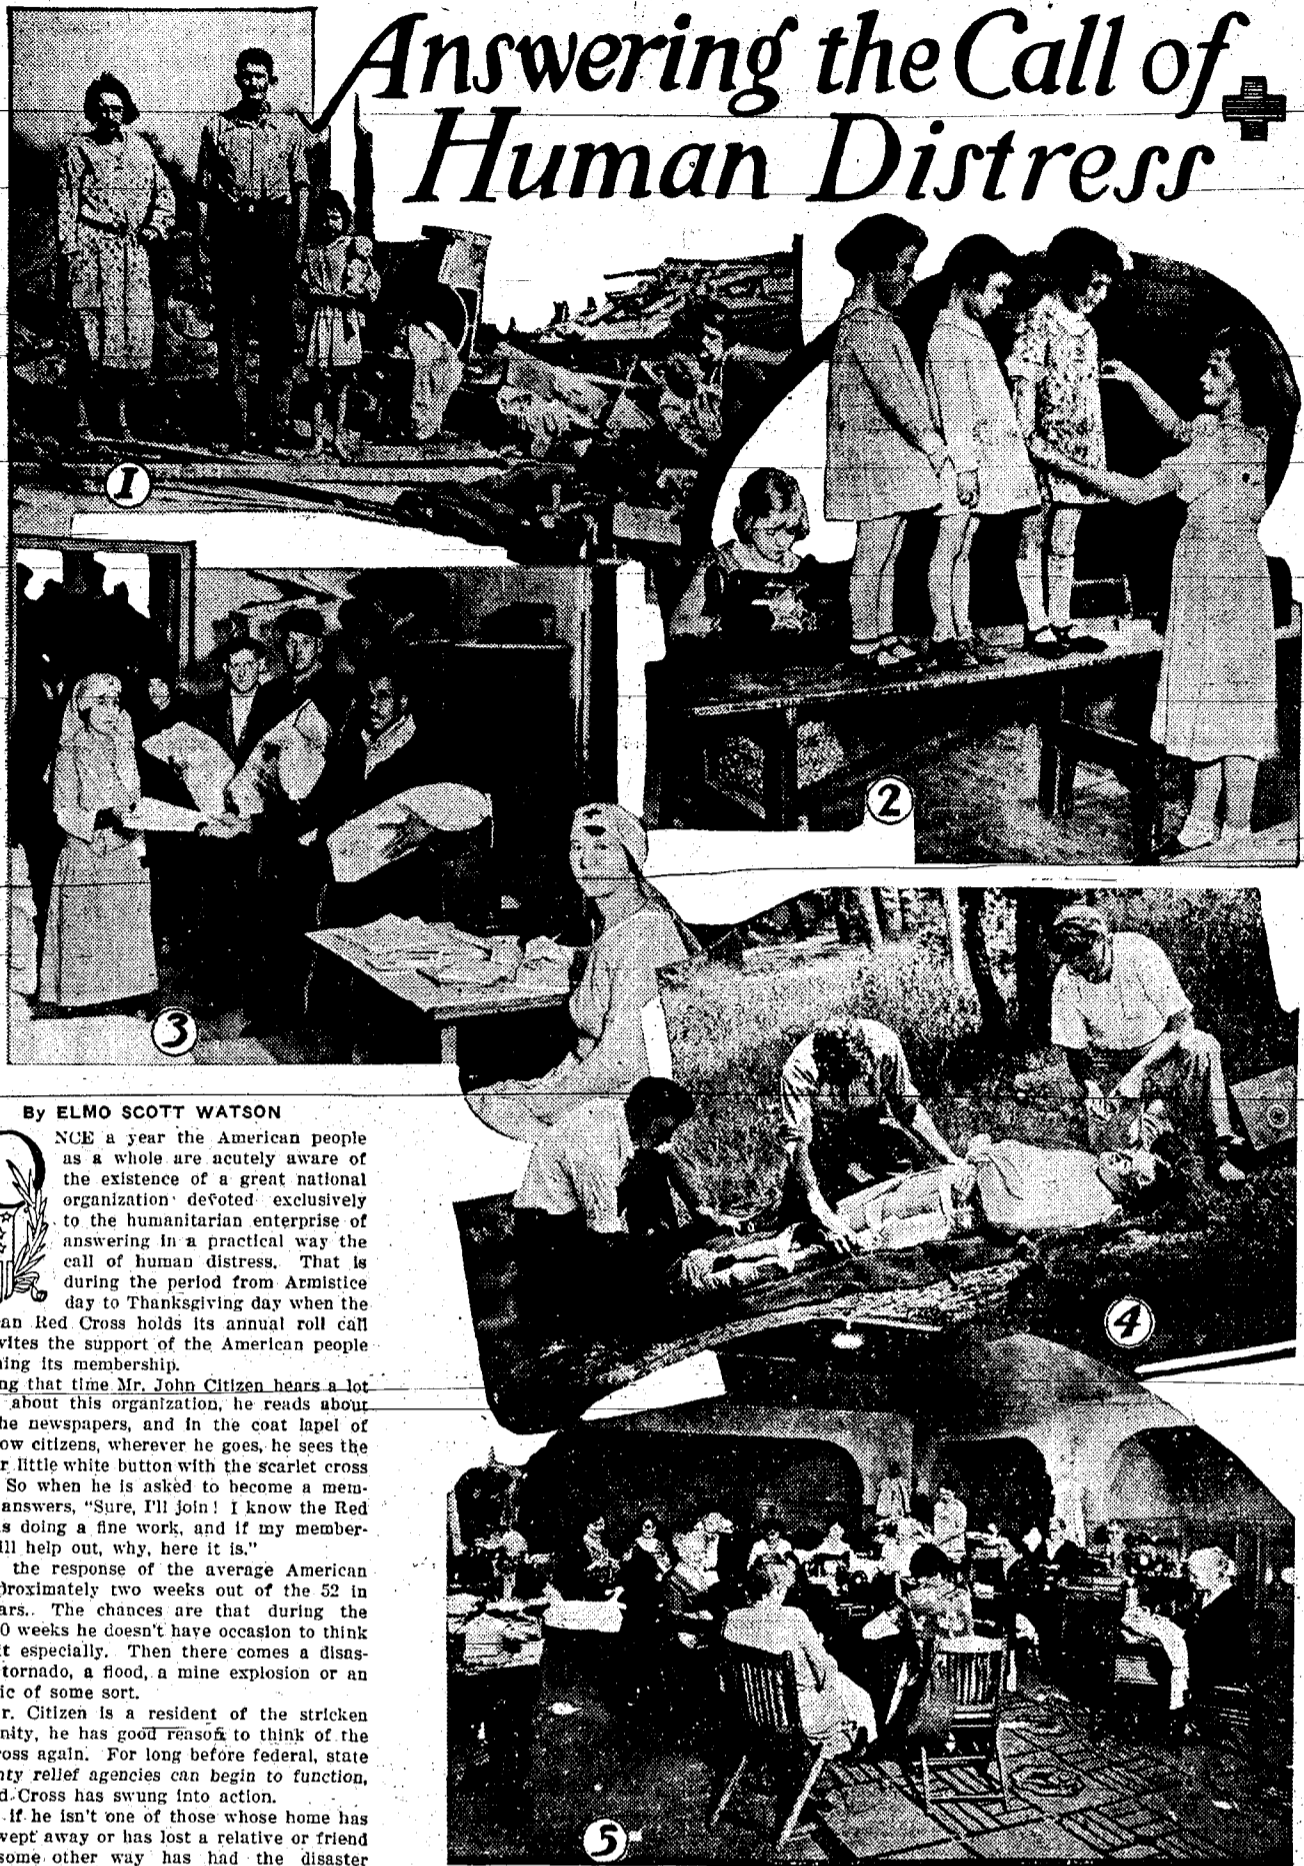 Answering the Call of
Human Distress
1
2
3
4
5
By ELMO SCOTT WATSON
NCE a year the American people
as a whole are acutely aware of
the existence of a great national
organization devoted exclusively
to the humanitarian enterprise of
answering in a practical way the
call of human distress. That is
during the period from Armistice
day to Thanksgiving day when the
an Red Cross holds its annual roll call
vites the support of the American people
ning its membership.
ng that time Mr. John Citizen hears a lot
about this organization, he reads about
he newspapers, and in the coat lapel of
ow citizens, wherever he goes, he sees the
r little white button with the scarlet cross
So when he is asked to become a mem-
answers, "Sure, I'll join! I know the Red
s doing a fine work, and if my member-
ll help out, why, here it is."
the response of the average American
proximately two weeks out of the 52 in
ars.. The chances are that during the
0 weeks he doesn't have occasion to think
t especially. Then there comes a disas-
tornado, a flood, a mine explosion or an
ic of some sort.
r. Citizen is a resident of the stricken
nity, he has good reason to think of the
ross again. For long before federal, state
nty relief agencies can begin to function,
d Cross has swung into action.
if he isn't one of those whose home has
wept away or has lost a relative or friend
some other way has had the disaster